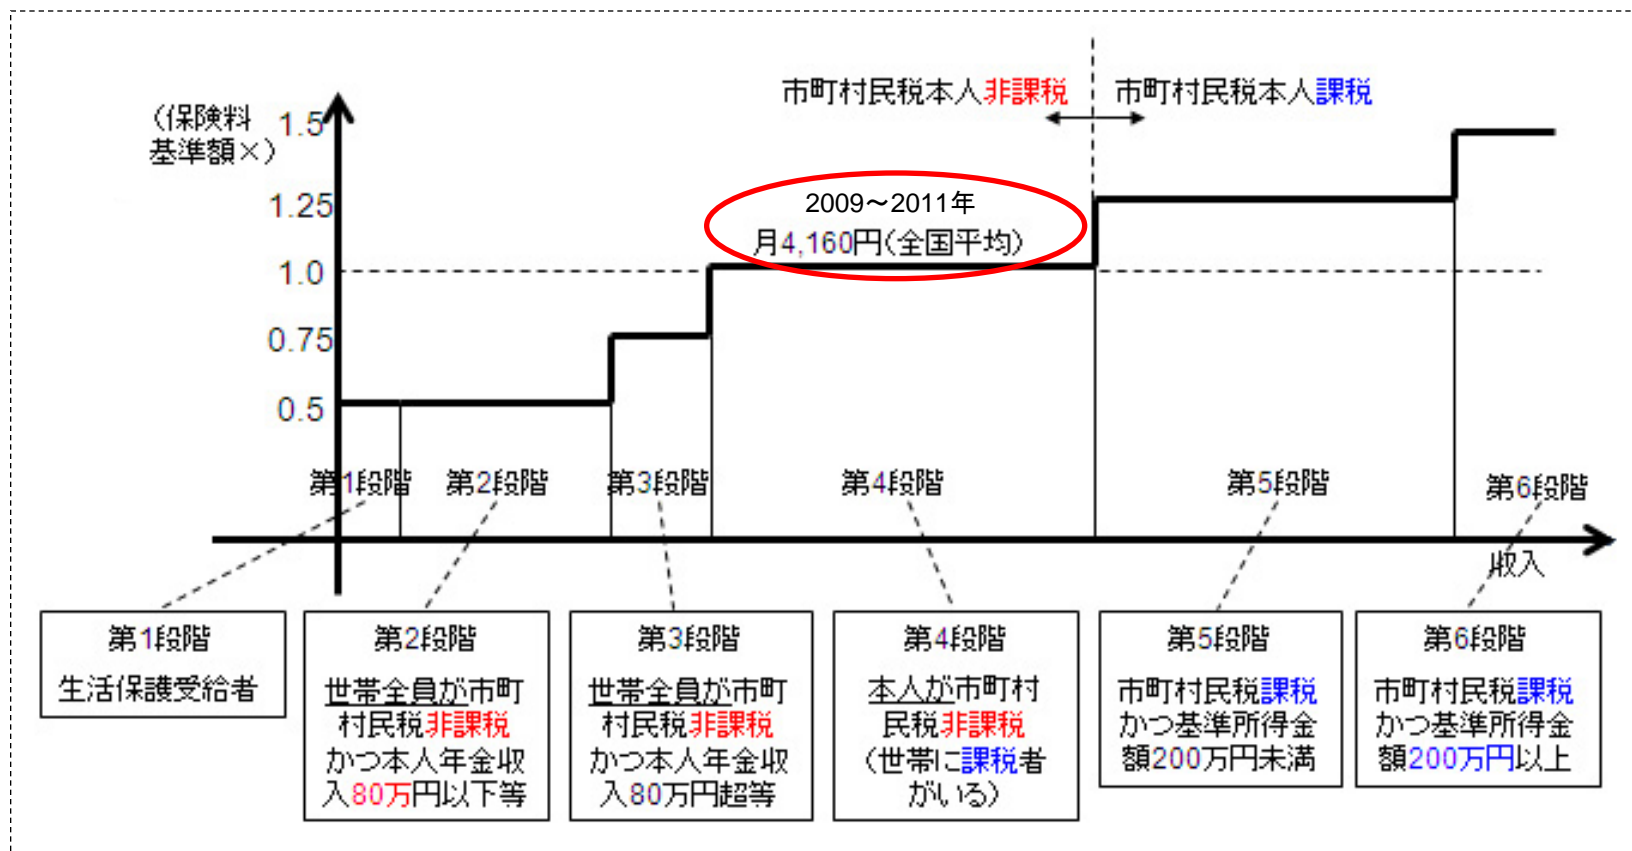 市町村民税本人非課税
市町村民税本人課税
（保険料
基準額×）
1.5
1.25
1.0
0.75
0.5
2009～2011年
月4,160円（全国平均）
第1段階
第2段階
第3段階
第4段階
第5段階
第6段階
収入
第1段階
生活保護受給者
第2段階
世帯全員が市町
村民税非課税
かつ本人年金収
入80万円以下等
第3段階
世帯全員が市町
村民税非課税
かつ本人年金収
入80万円超等
第4段階
本人が市町村
民税非課税
（世帯に課税者
がいる）
第5段階
市町村民税課税
かつ基準所得金
額200万円未満
第6段階
市町村民税課税
かつ基準所得金
額200万円以上